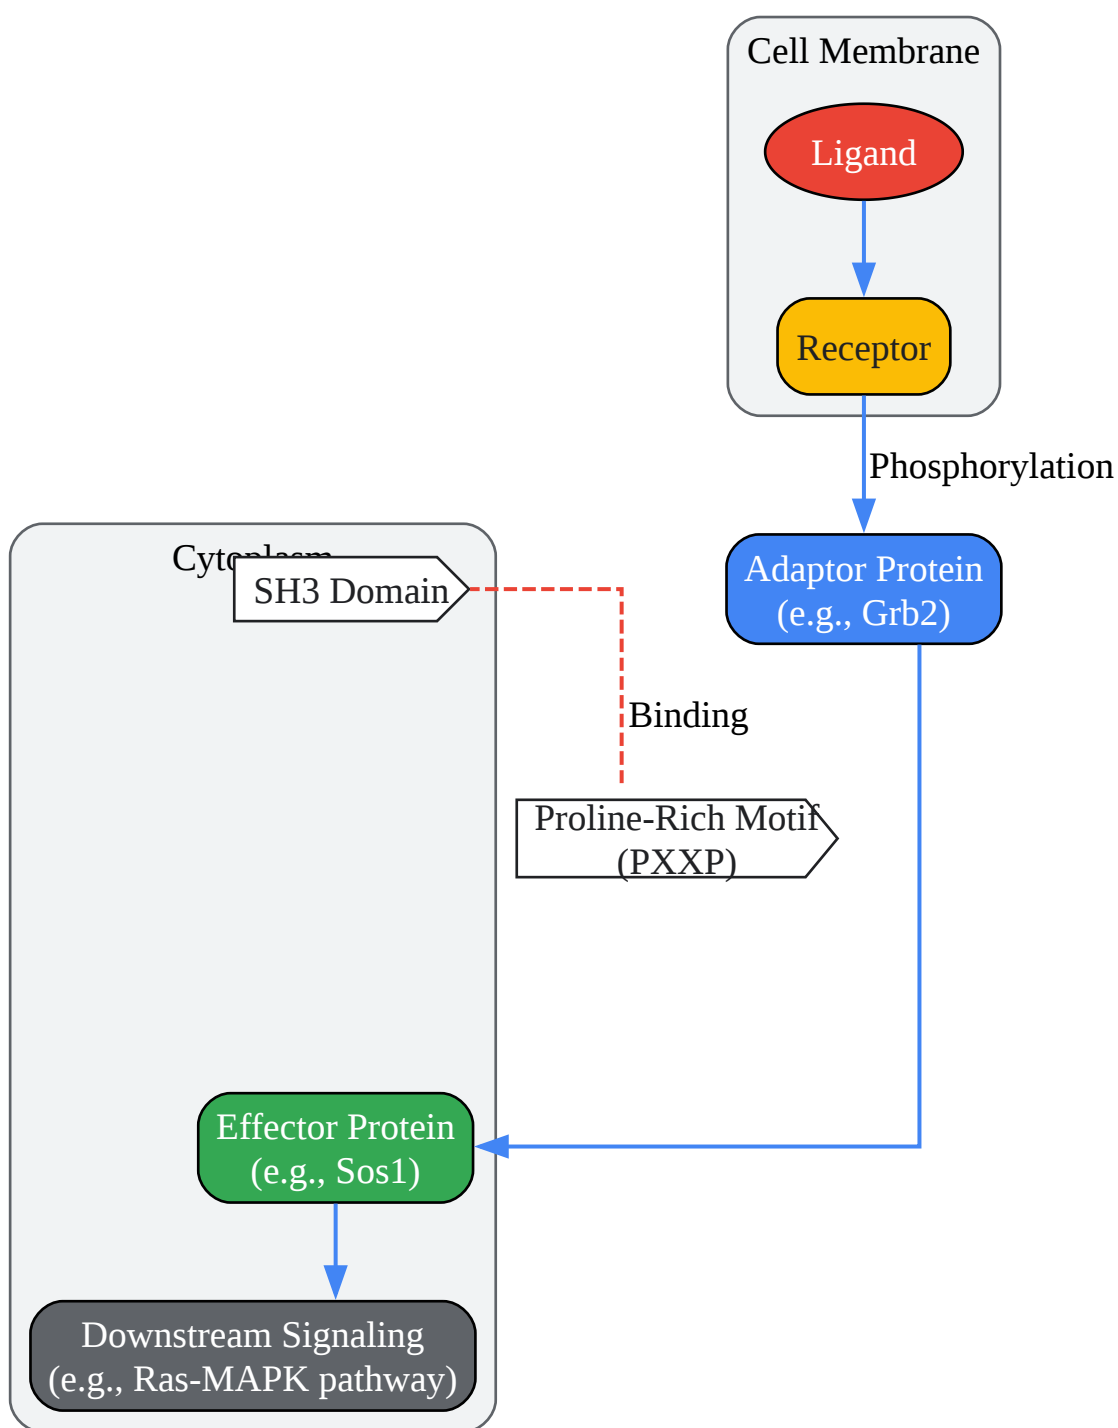 Cell Membrane
Ligand
Receptor
Phosphorylation
Adaptor Protein
(e.g., Grb2)
Cytoplasm
SH3 Domain
Binding
Proline-Rich Motif
(PXXP)
Effector Protein
(e.g., Sos1)
Downstream Signaling
(e.g., Ras-MAPK pathway)